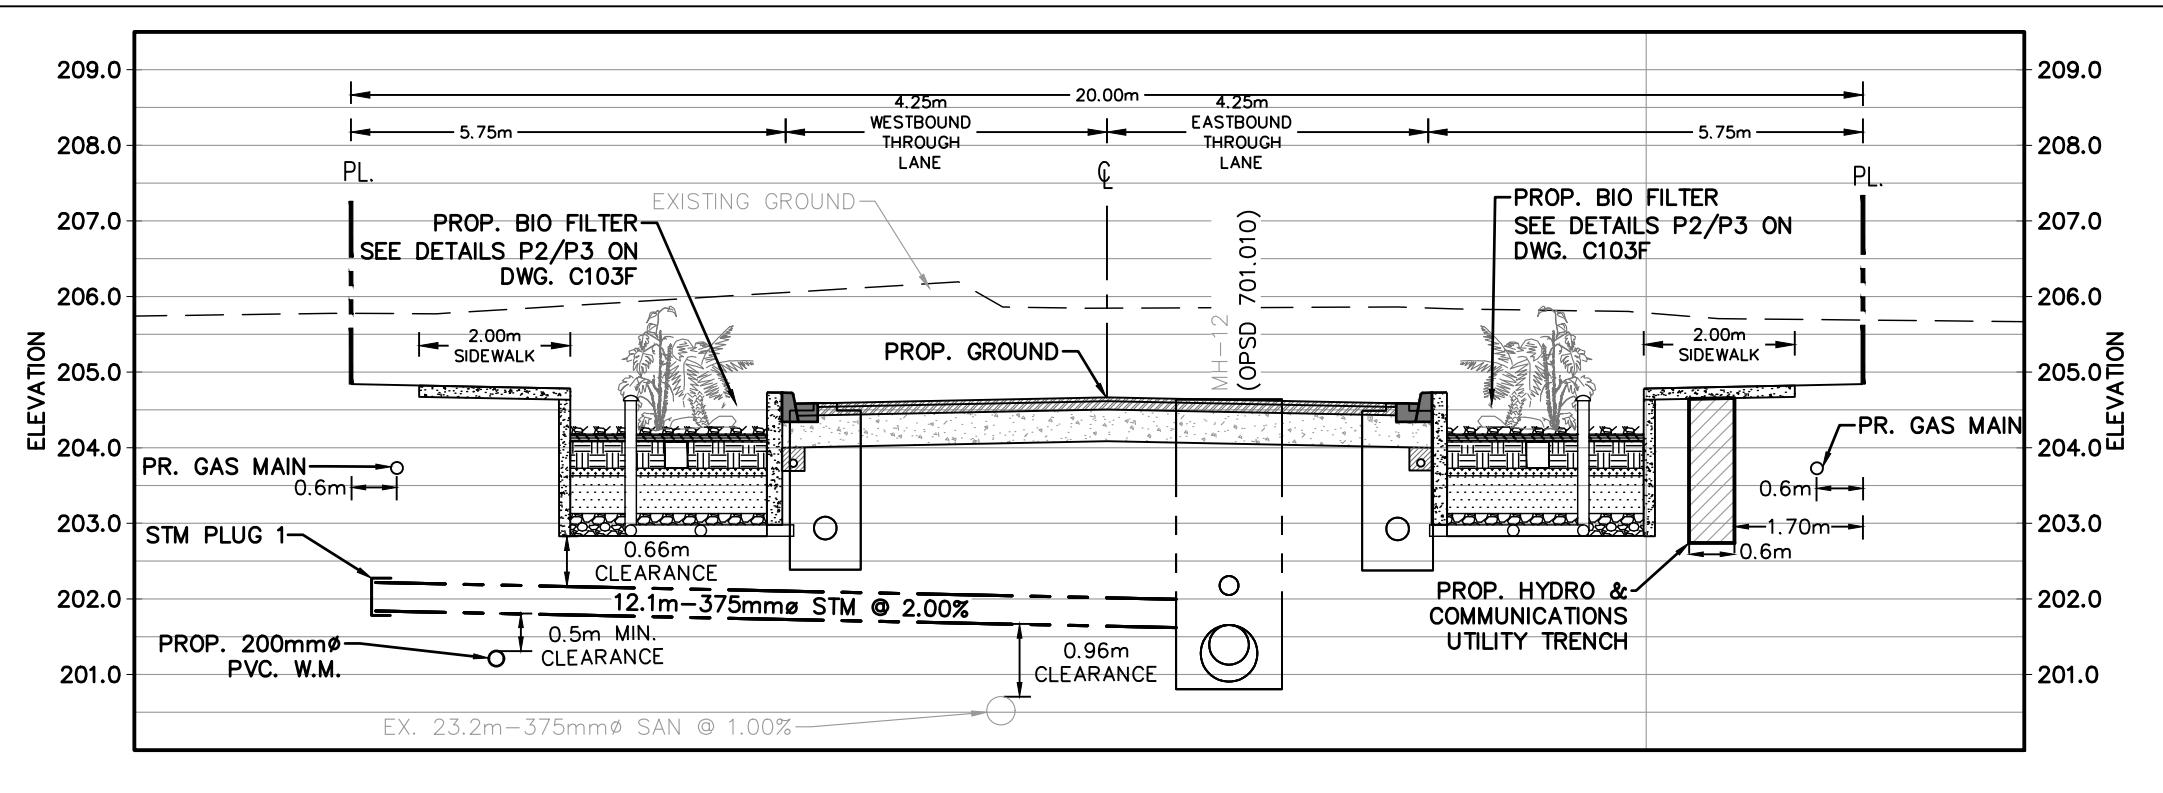 209.0
209.0
20.00m
4.25m
WESTBOUND
THROUGH
LANE
4.25m
EASTBOUND
THROUGH
LANE
5.75m
5.75m
208.0
208.0
PL.
℄
PL.
EXISTING GROUND
PROP. BIO FILTER
SEE DETAILS P2/P3 ON
DWG. C103F
PROP. BIO FILTER
SEE DETAILS P2/P3 ON
DWG. C103F
207.0
207.0
MH-12
(OPSD 701.010)
206.0
206.0
ELEVATION
ELEVATION
2.00m
SIDEWALK
PROP. GROUND
2.00m
SIDEWALK
205.0
205.0
204.0
204.0
PR. GAS MAIN
0.6m
PR. GAS MAIN
0.6m
203.0
203.0
STM PLUG 1
1.70m
0.6m
0.66m
CLEARANCE
12.1m-375mmø STM @ 2.00%
202.0
202.0
PROP. HYDRO &
COMMUNICATIONS
UTILITY TRENCH
PROP. 200mmø
PVC. W.M.
0.5m MIN.
CLEARANCE
0.96m
CLEARANCE
201.0
201.0
EX. 23.2m-375mmø SAN @ 1.00%